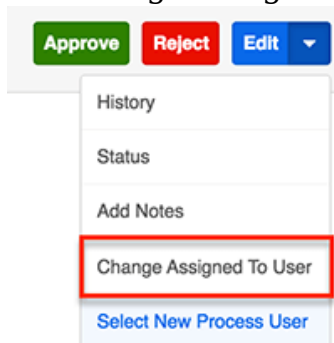 Approve Reject Edit
History
Status
Add Notes
Change Assigned To User
Select New Process User